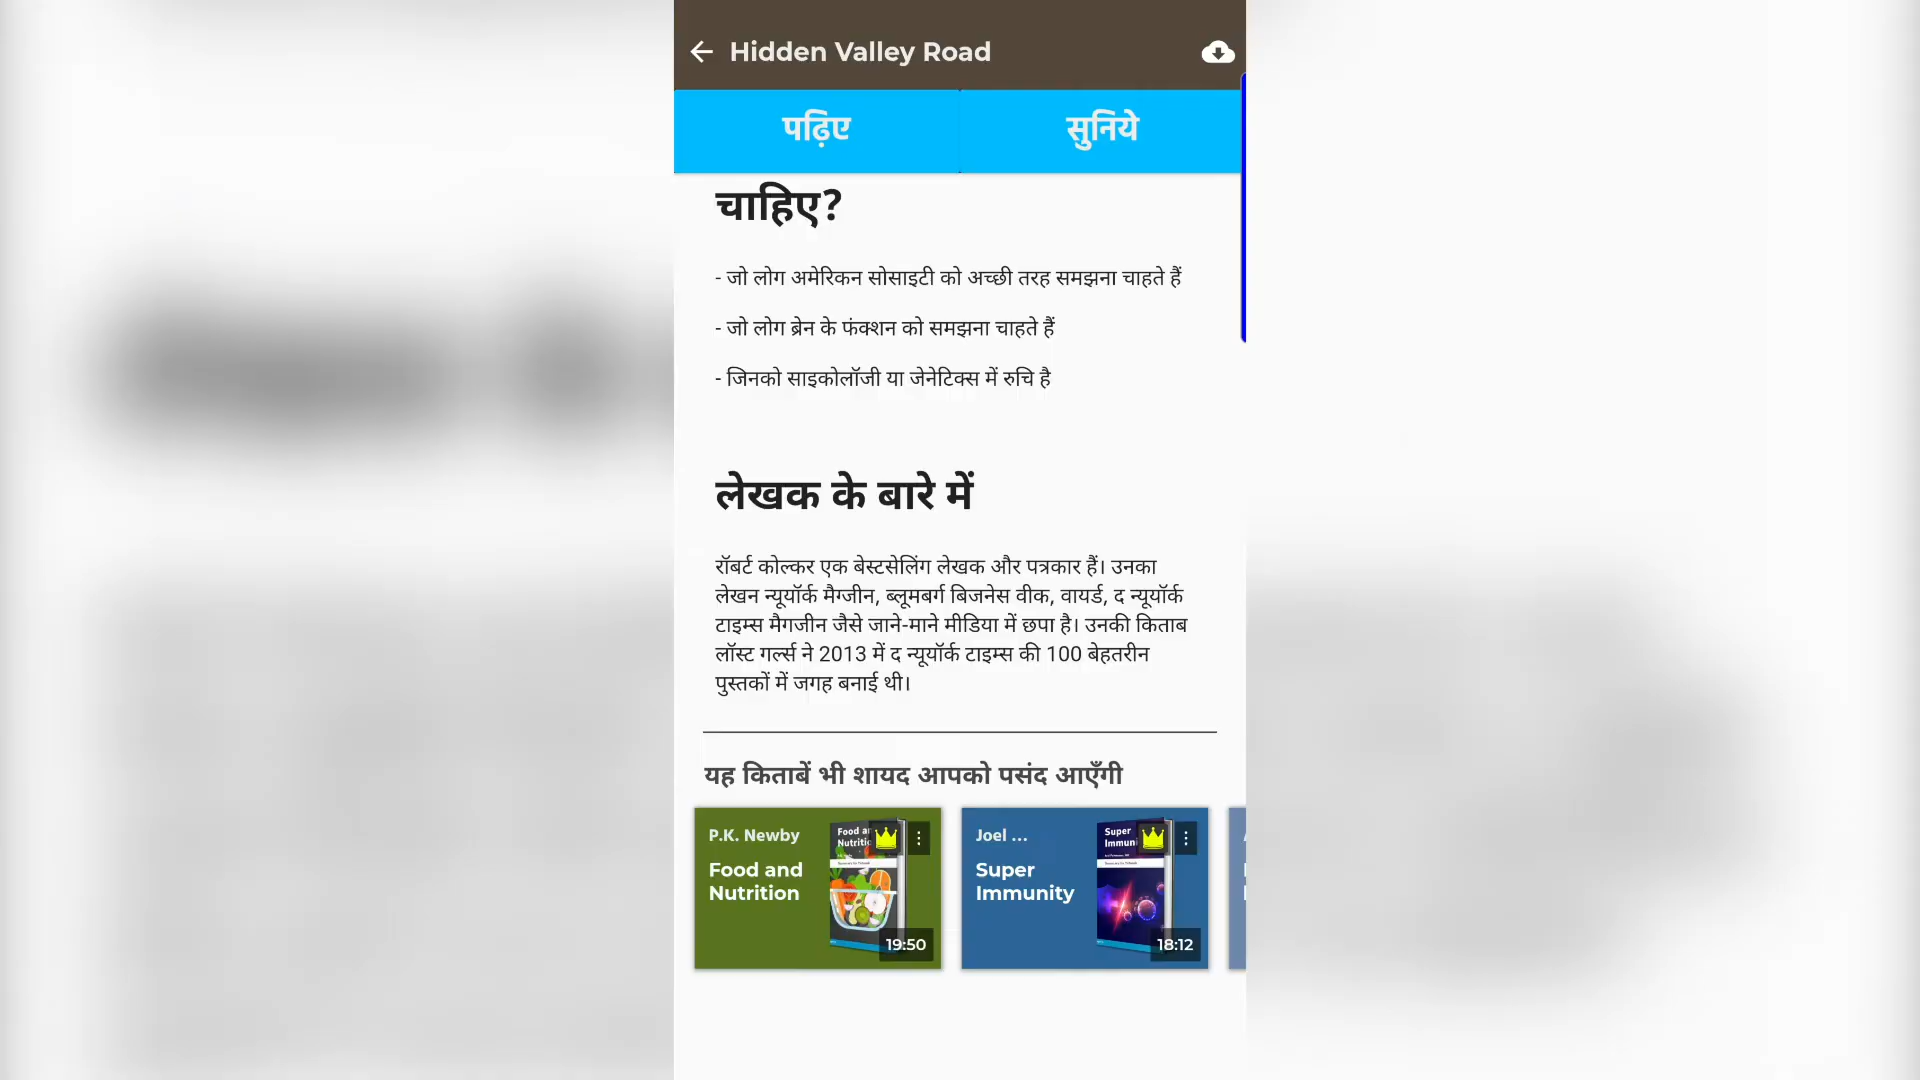 Hidden Valley Road
पढ़िए
सुनिये
चाहिए?
- जो लोग अमेरिकन सोसाइटी को अच्छी तरह समझना चाहते हैं
- जो लोग ब्रेन के फंक्शन को समझना चाहते हैं
- जिनको साइकोलॉजी या जेनेटिक्स में रुचि है
लेखक के बारे में
रॉबर्ट कोल्कर एक बेस्टसेलिंग लेखक और पत्रकार हैं। उनका
लेखन न्यूयॉर्क मैग्जीन, ब्लूमबर्ग बिजनेस वीक, वायर्ड, द न्यूयॉर्क
टाइम्स मैगजीन जैसे जाने-माने मीडिया में छपा है। उनकी किताब
लॉस्ट गर्ल्स ने 2013 में द न्यूयॉर्क टाइम्स की 100 बेहतरीन
पुस्तकों में जगह बनाई थी।
यह किताबें भी शायद आपको पसंद आएँगी
P.K. Newby
Food and
Nutrition
19:50
Joel ...
Super
Immunity
Super
18:12